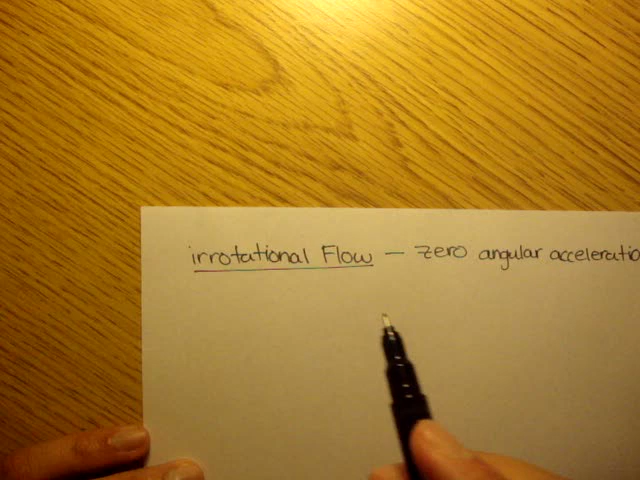 irrotational Flow — zero angular acceleratio